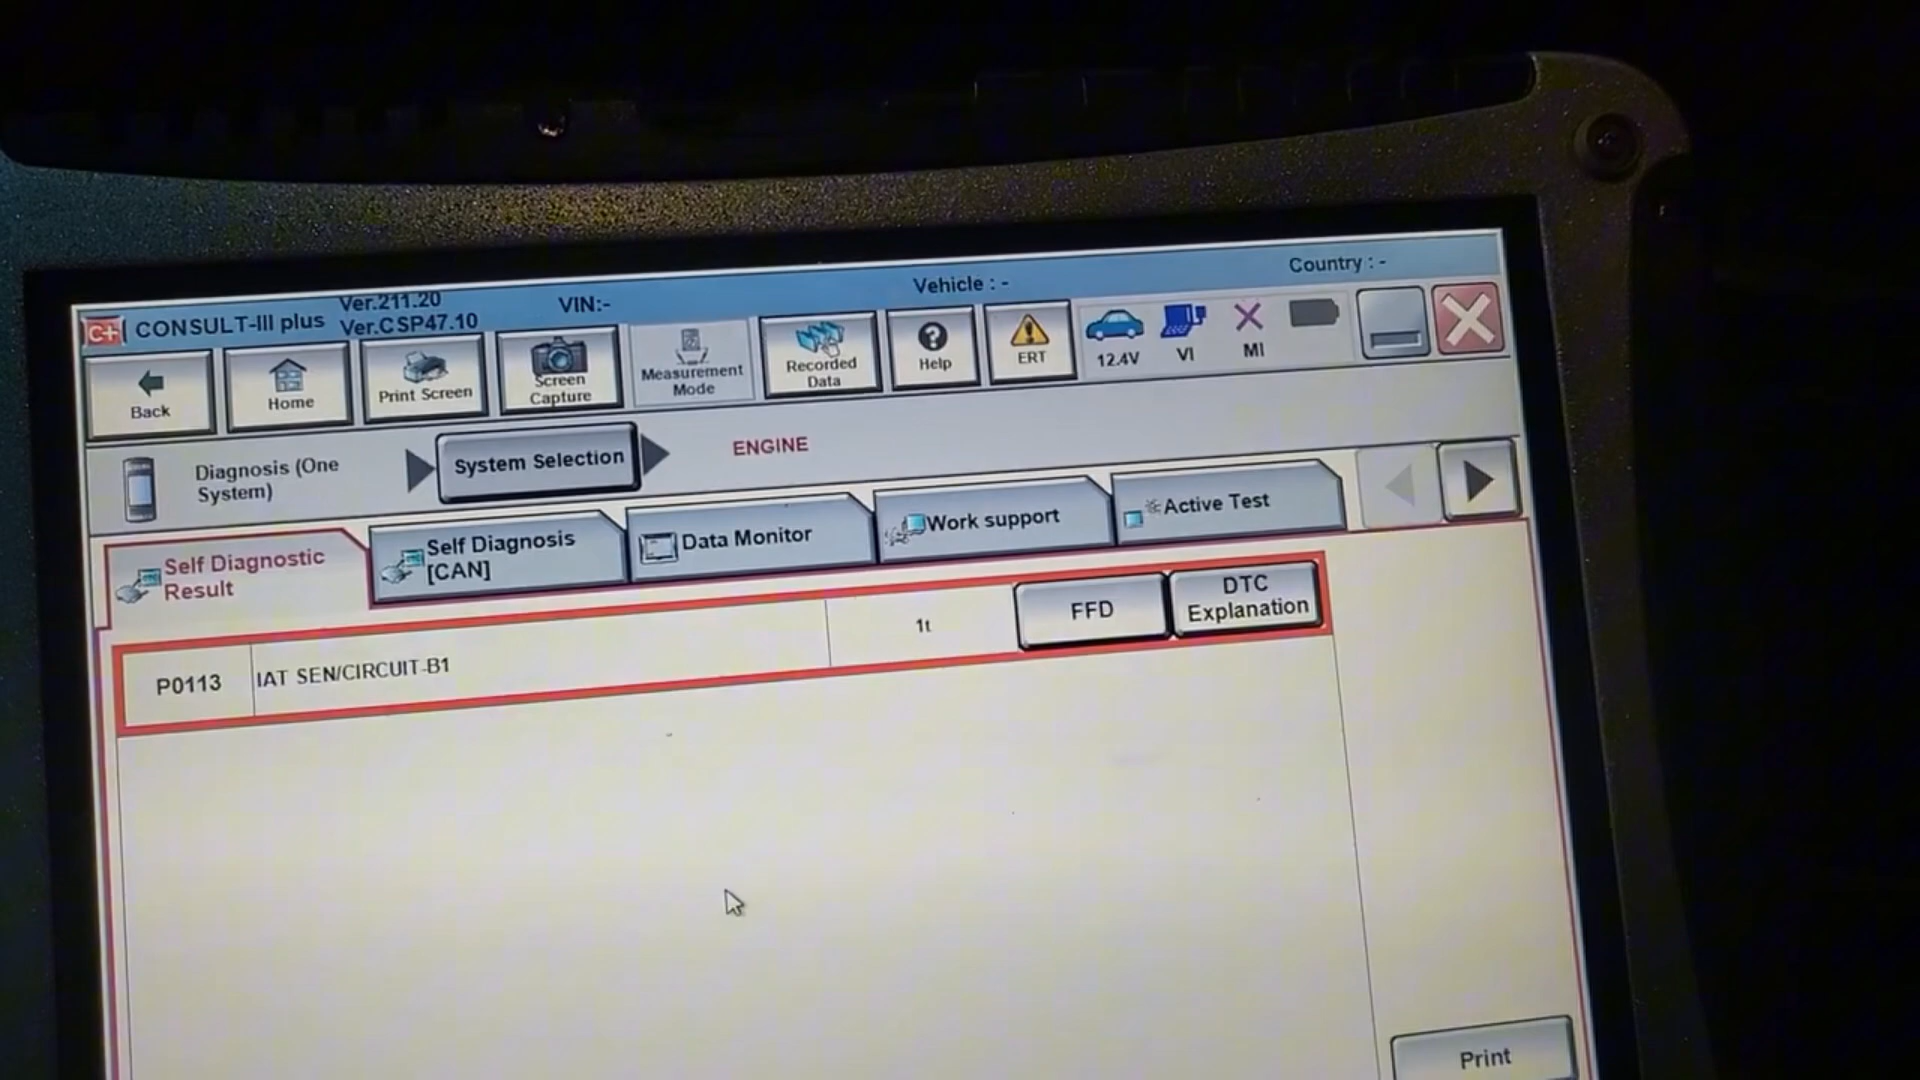 C+ CONSULT-III plus
Ver.211.20
Ver.CSP47.10
VIN:-
Vehicle : -
Country : -
Back
Home
Print Screen
Screen
Capture
Measurement
Mode
Recorded
Data
Help
ERT
12.4V
VI
MI
Diagnosis (One
System)
System Selection
ENGINE
Self Diagnostic
Result
Self Diagnosis
[CAN]
Data Monitor
Work support
Active Test
P0113
IAT SEN/CIRCUIT-B1
1t
FFD
DTC
Explanation
Print